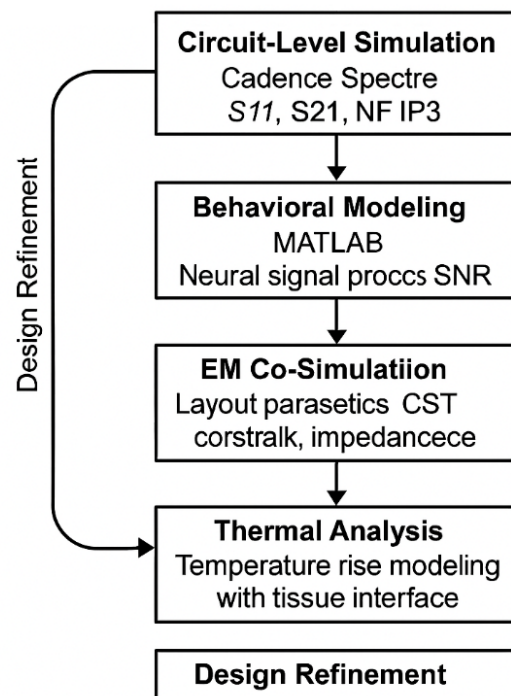 Circuit-Level Simulation
Cadence Spectre
S11, S21, NF IP3
Design Refinement
Behavioral Modeling
MATLAB
Neural signal proccs SNR
EM Co-Simulatiion
Layout parasetics CST
corstralk, impedancece
Thermal Analysis
Temperature rise modeling
with tissue interface
Design Refinement